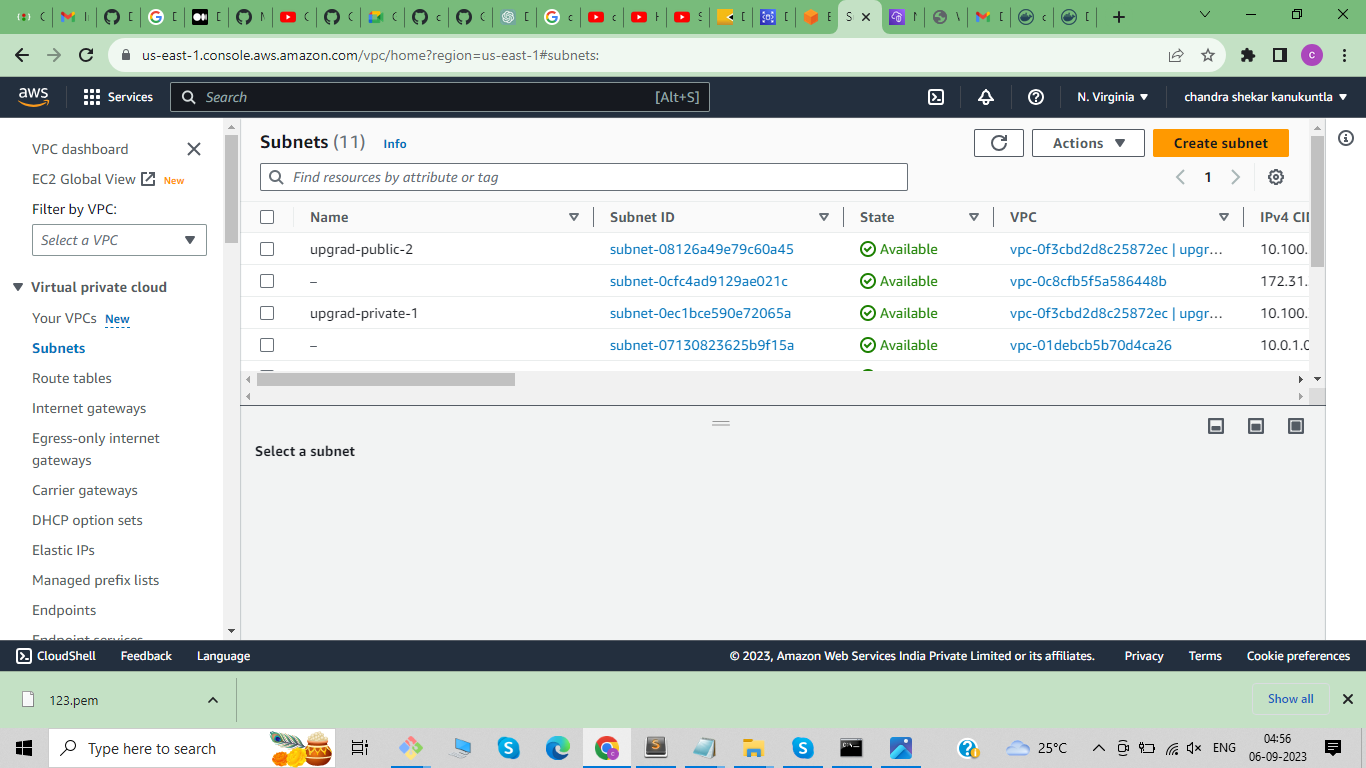 us-east-1.console.aws.amazon.com/vpc/home?region=us-east-1#subnets:
aws
Services
Search
[Alt+S]
N. Virginia
chandra shekar kanukuntla
VPC dashboard
EC2 Global View New
Filter by VPC:
Select a VPC
Virtual private cloud
Your VPCs New
Subnets
Route tables
Internet gateways
Egress-only internet
gateways
Carrier gateways
DHCP option sets
Elastic IPs
Managed prefix lists
Endpoints
Endpoint services
Subnets (11) Info
Actions
Create subnet
Find resources by attribute or tag
1
Name Subnet ID State VPC IPv4 CI
upgrad-public-2 subnet-08126a49e79c60a45 Available vpc-0f3cbd2d8c25872ec | upgr... 10.100.
– subnet-0cfc4ad9129ae021c Available vpc-0c8cfb5f5a586448b 172.31.
upgrad-private-1 subnet-0ec1bce590e72065a Available vpc-0f3cbd2d8c25872ec | upgr... 10.100.
– subnet-07130823625b9f15a Available vpc-01debcb5b70d4ca26 10.0.1.0
Select a subnet
CloudShell Feedback Language
© 2023, Amazon Web Services India Private Limited or its affiliates. Privacy Terms Cookie preferences
123.pem
Show all
Type here to search
25°C
ENG
04:56
06-09-2023